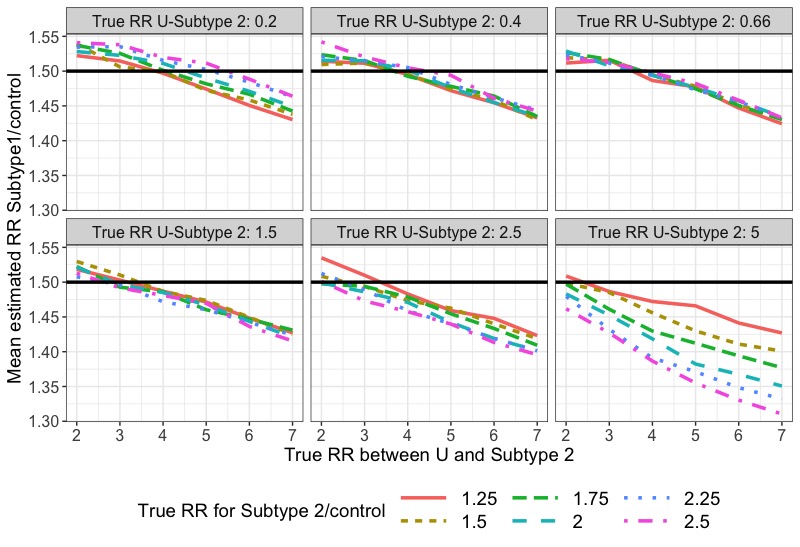 True RR U-Subtype 2: 0.2 True RR U-Subtype 2: 0.4 True RR U-Subtype 2: 0.66
1.55
1.50
1.45
1.40
1.35
1.30
True RR U-Subtype 2: 1.5 True RR U-Subtype 2: 2.5 True RR U-Subtype 2: 5
1.55
1.50
1.45
1.40
1.35
1.30
Mean estimated RR Subtype1/control
2 3 4 5 6 7 2 3 4 5 6 7 2 3 4 5 6 7
True RR between U and Subtype 2
True RR for Subtype 2/control
1.25 1.75 2.25
1.5 2 2.5